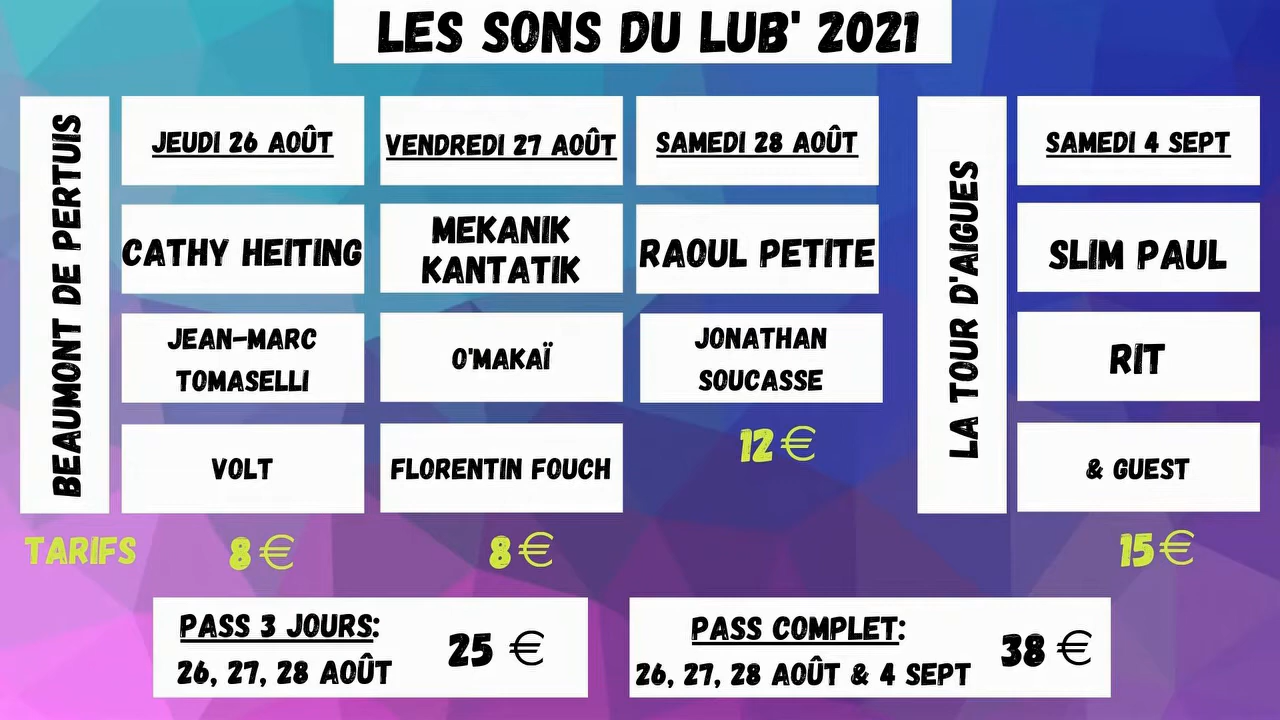 LES SONS DU LUB' 2021
BEAUMONT DE PERTUIS
JEUDI 26 AOÛT
CATHY HEITING
JEAN-MARC
TOMASELLI
VOLT
VENDREDI 27 AOÛT
MEKANIK
KANTATIK
O'MAKAÏ
FLORENTIN FOUCH
SAMEDI 28 AOÛT
RAOUL PETITE
JONATHAN
SOUCASSE
12 €
LA TOUR D'AIGUES
SAMEDI 4 SEPT
SLIM PAUL
RIT
& GUEST
TARIFS
8 €
8 €
15 €
PASS 3 JOURS:
26, 27, 28 AOÛT
25 €
PASS COMPLET:
26, 27, 28 AOÛT & 4 SEPT
38 €